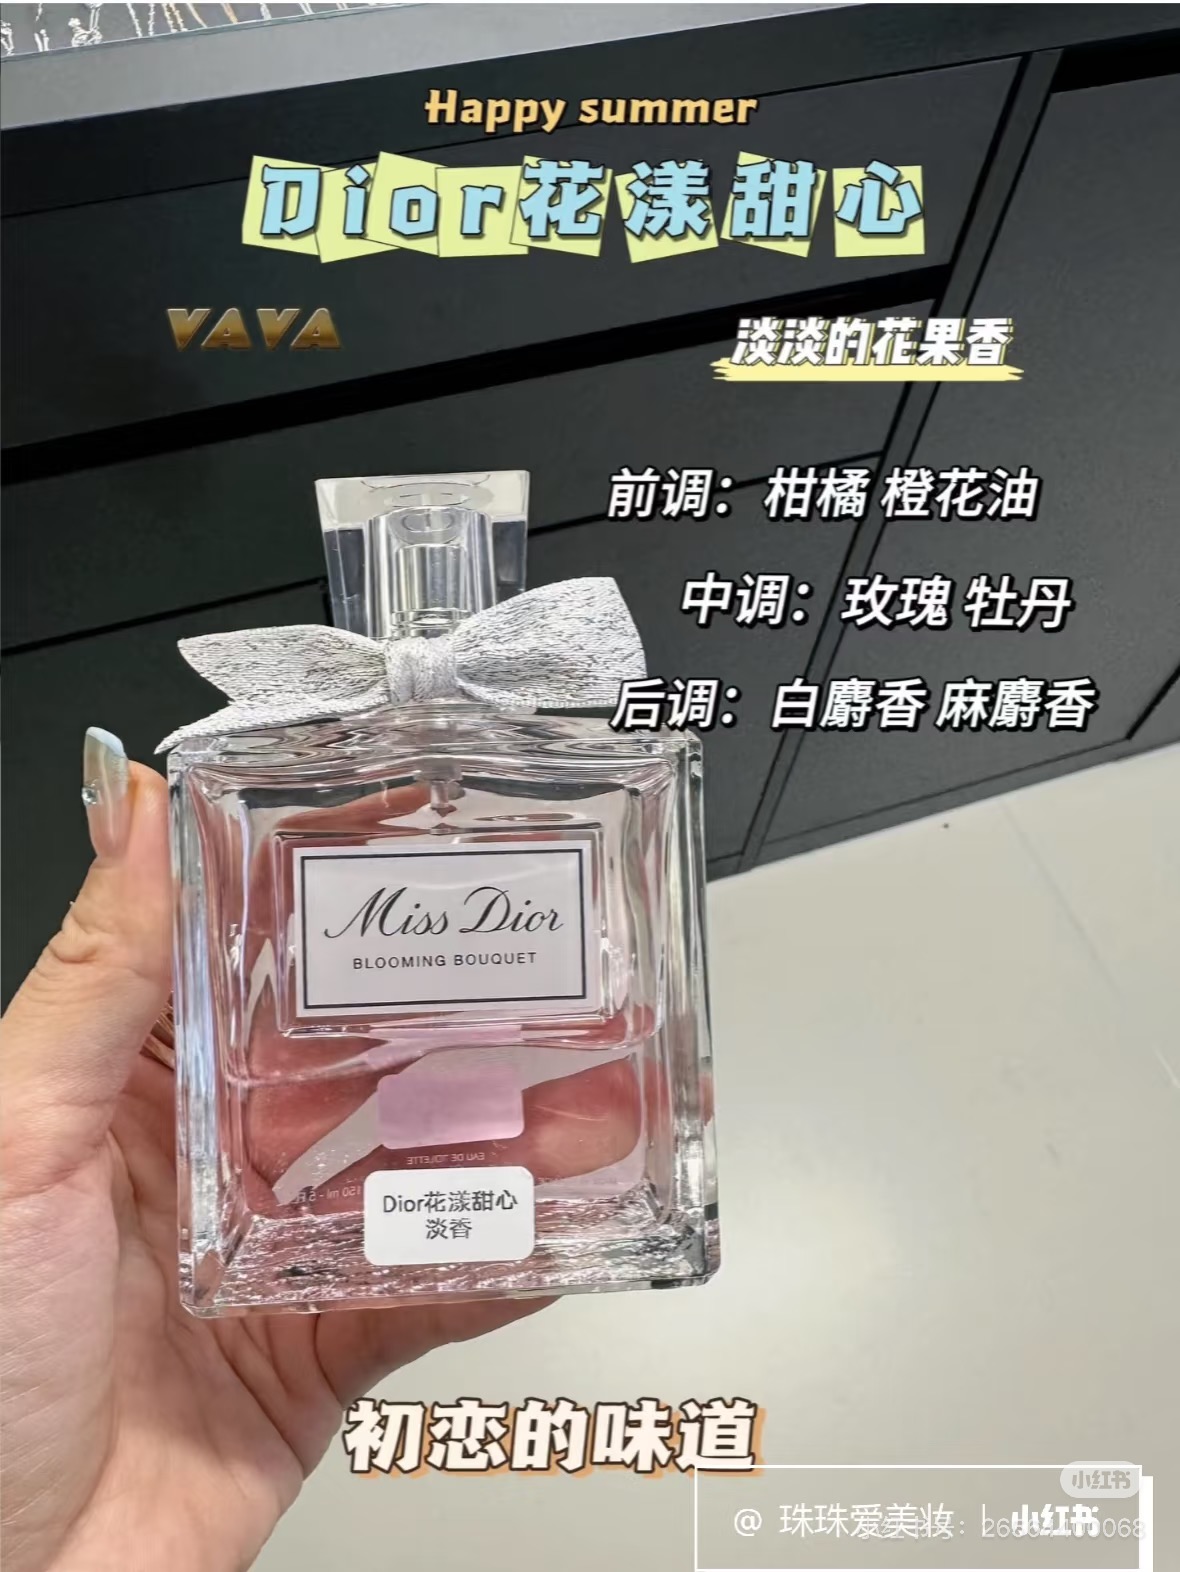 Happy summer
Dior花漾甜心
VAVA
淡淡的花果香
前调：柑橘 橙花油
中调：玫瑰 牡丹
后调：白麝香 麻麝香
Miss Dior
BLOOMING BOUQUET
EAU DE TOILETTE
150 ml - 5
Dior花漾甜心
淡香
初恋的味道
小红书
@ 珠珠爱美妆 | 小红书